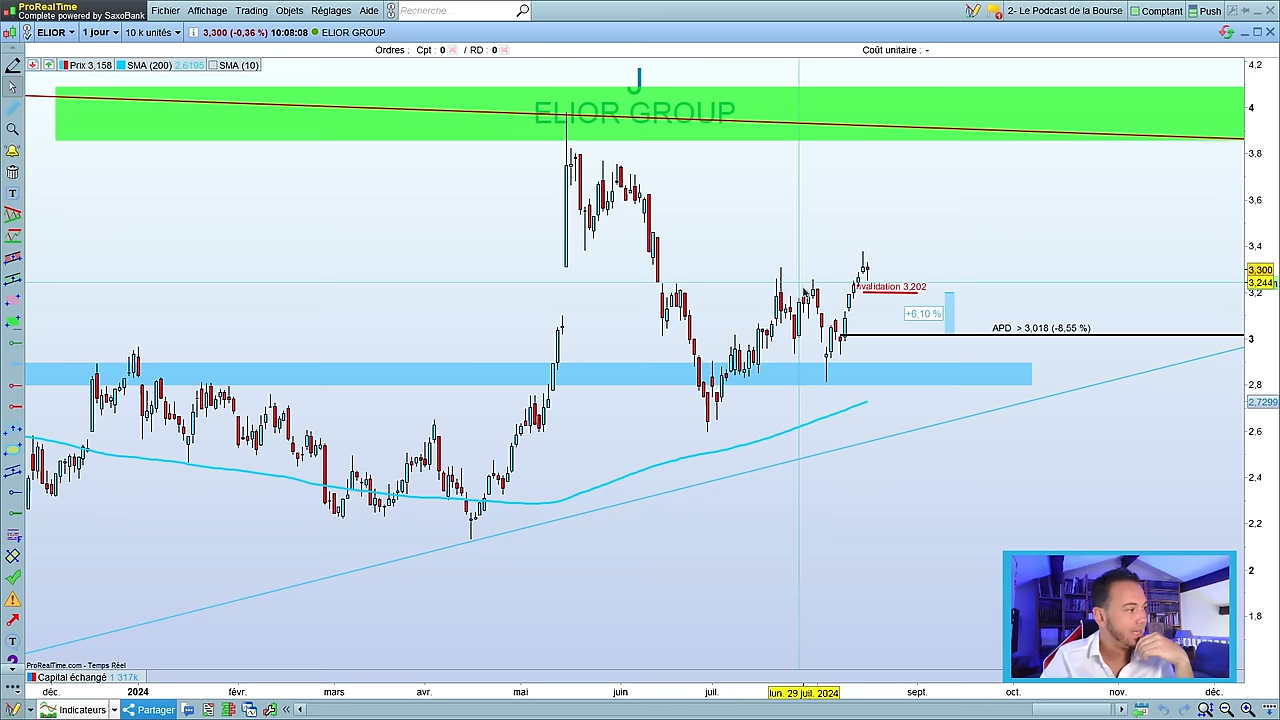 ProRealTime
Complete powered by SaxoBank
Fichier Affichage Trading Objets Réglages Aide
Recherche
2- Le Podcast de la Bourse
Comptant
Push
ELIOR
1 jour
10 k unités
3,300 (-0,36 %) 10:08:08
ELIOR GROUP
Ordres : Cpt : 0 / RD : 0
Coût unitaire : -
Prix 3,158
SMA (200) 2.6195
SMA (10)
J
ELIOR GROUP
4,2
4
3,8
3,6
3,4
3,300
3,244
3,2
3
2,8
2,7299
2,6
2,4
2,2
2
1,8
nvalidation 3,202
+6,10 %
APD > 3,018 (-8,55 %)
ProRealTime.com - Temps Réel
Capital échangé 1 317k
déc. 2024 févr. mars avr. mai juin juil. lun. 29 juil. 2024 sept. oct. nov. déc.
Indicateurs
Partager